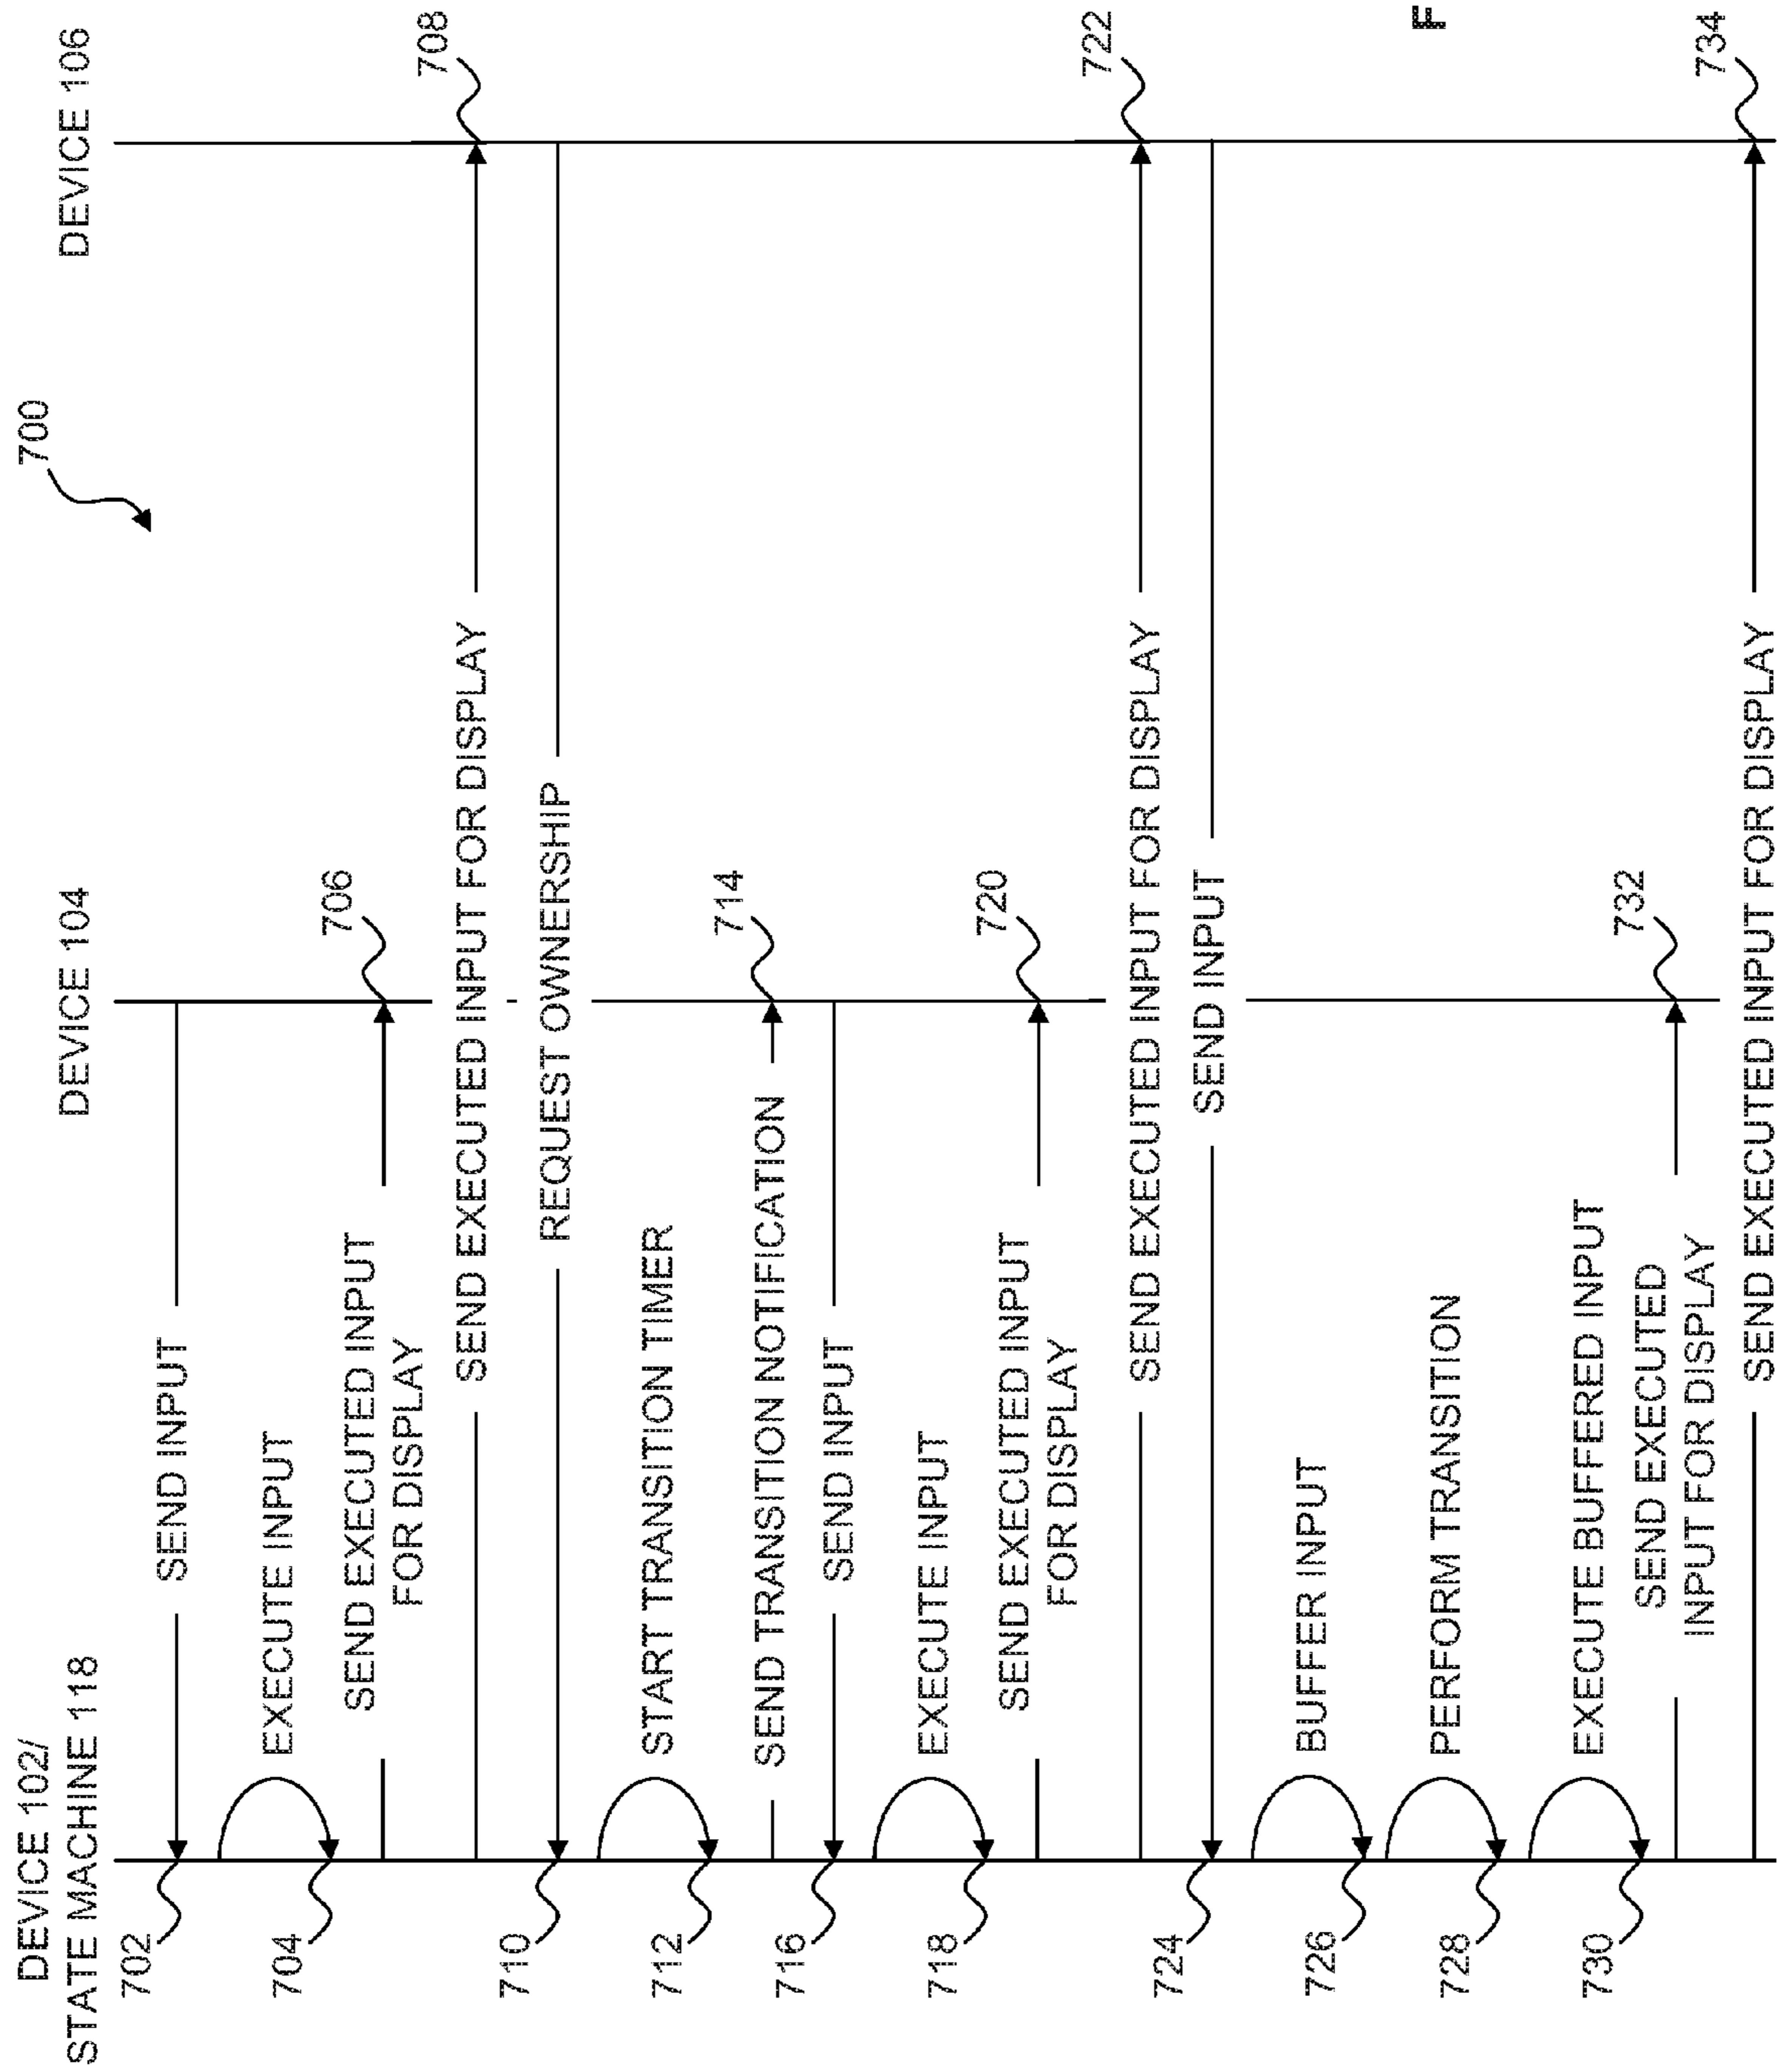 700
DEVICE 102/
STATE MACHINE 118
DEVICE 104
DEVICE 106
702
SEND INPUT
704
EXECUTE INPUT
SEND EXECUTED INPUT
FOR DISPLAY
706
SEND EXECUTED INPUT FOR DISPLAY
708
710
REQUEST OWNERSHIP
712
START TRANSITION TIMER
SEND TRANSITION NOTIFICATION
714
716
SEND INPUT
718
EXECUTE INPUT
SEND EXECUTED INPUT
FOR DISPLAY
720
SEND EXECUTED INPUT FOR DISPLAY
722
724
SEND INPUT
726
BUFFER INPUT
728
PERFORM TRANSITION
730
EXECUTE BUFFERED INPUT
SEND EXECUTED
INPUT FOR DISPLAY
732
SEND EXECUTED INPUT FOR DISPLAY
734
F